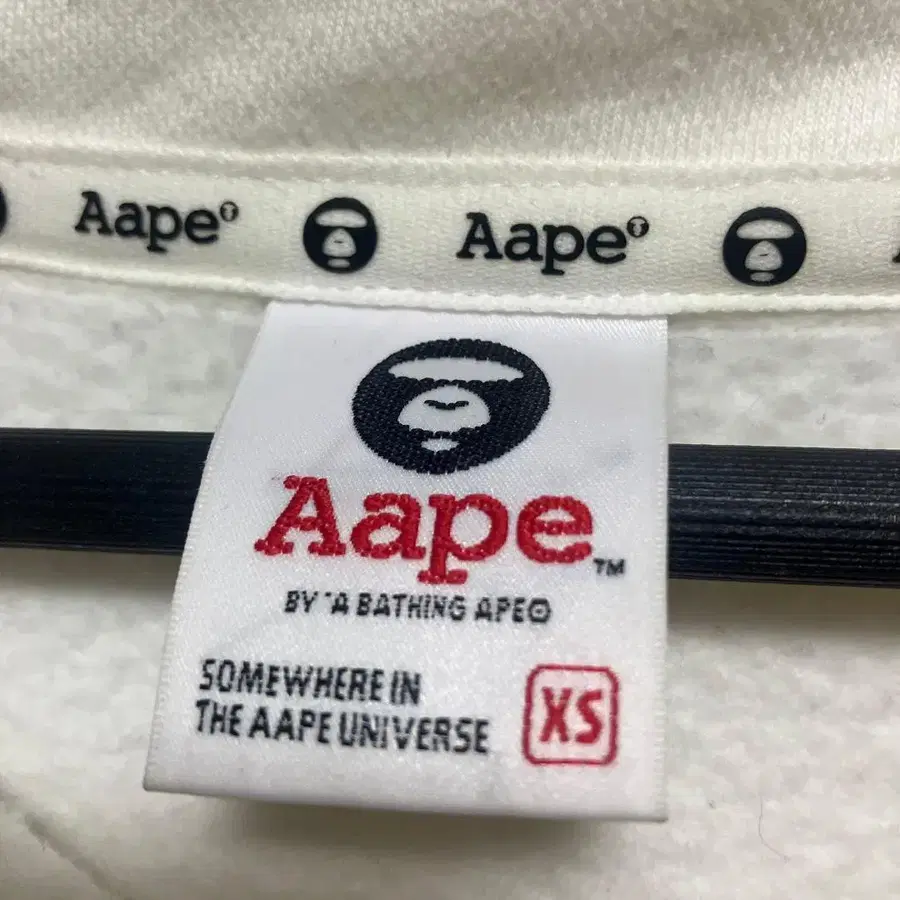 Aape Aape
Aape™
BY *A BATHING APE®
SOMEWHERE IN
THE AAPE UNIVERSE
XS